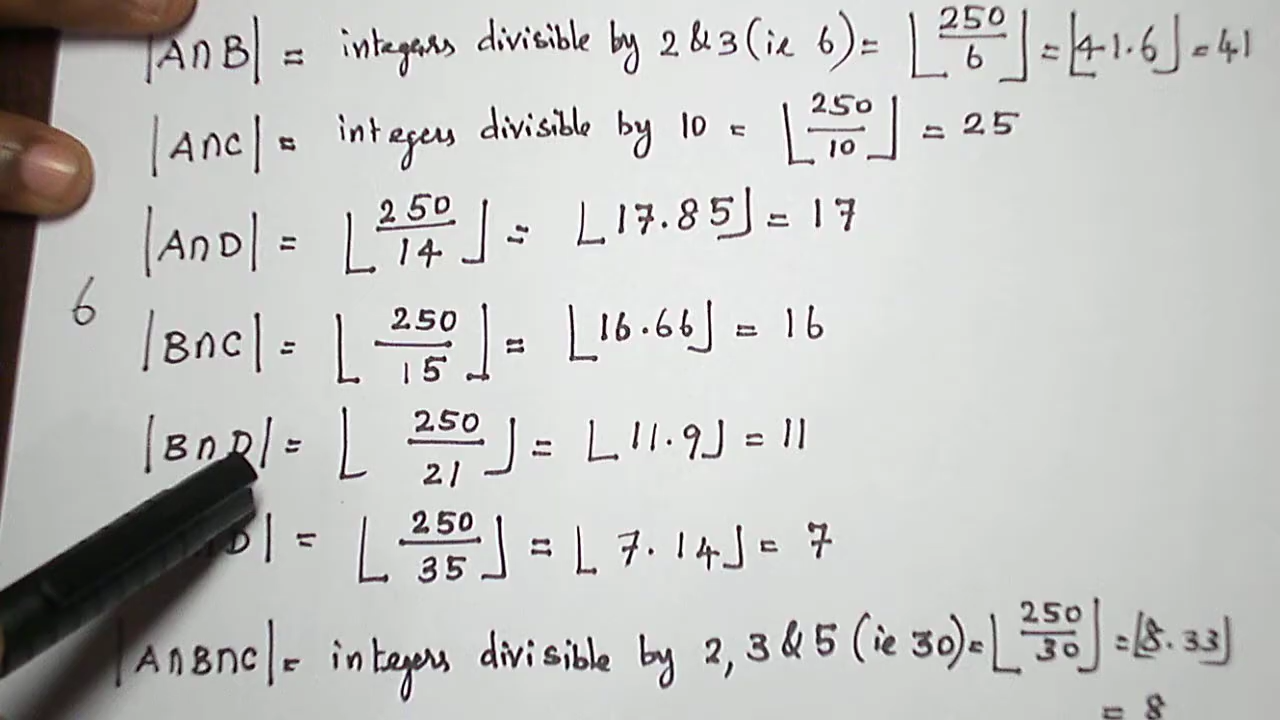 |A∩B| = integers divisible by 2 & 3 (ie 6) = ⌊250/6⌋ = ⌊41.6⌋ = 41
|A∩C| = integers divisible by 10 = ⌊250/10⌋ = 25
|A∩D| = ⌊250/14⌋ = ⌊17.85⌋ = 17
6
|B∩C| = ⌊250/15⌋ = ⌊16.66⌋ = 16
|B∩D| = ⌊250/21⌋ = ⌊11.9⌋ = 11
D| = ⌊250/35⌋ = ⌊7.14⌋ = 7
|A∩B∩C| = integers divisible by 2, 3 & 5 (ie 30) = ⌊250/30⌋ = ⌊8.33⌋
= 8